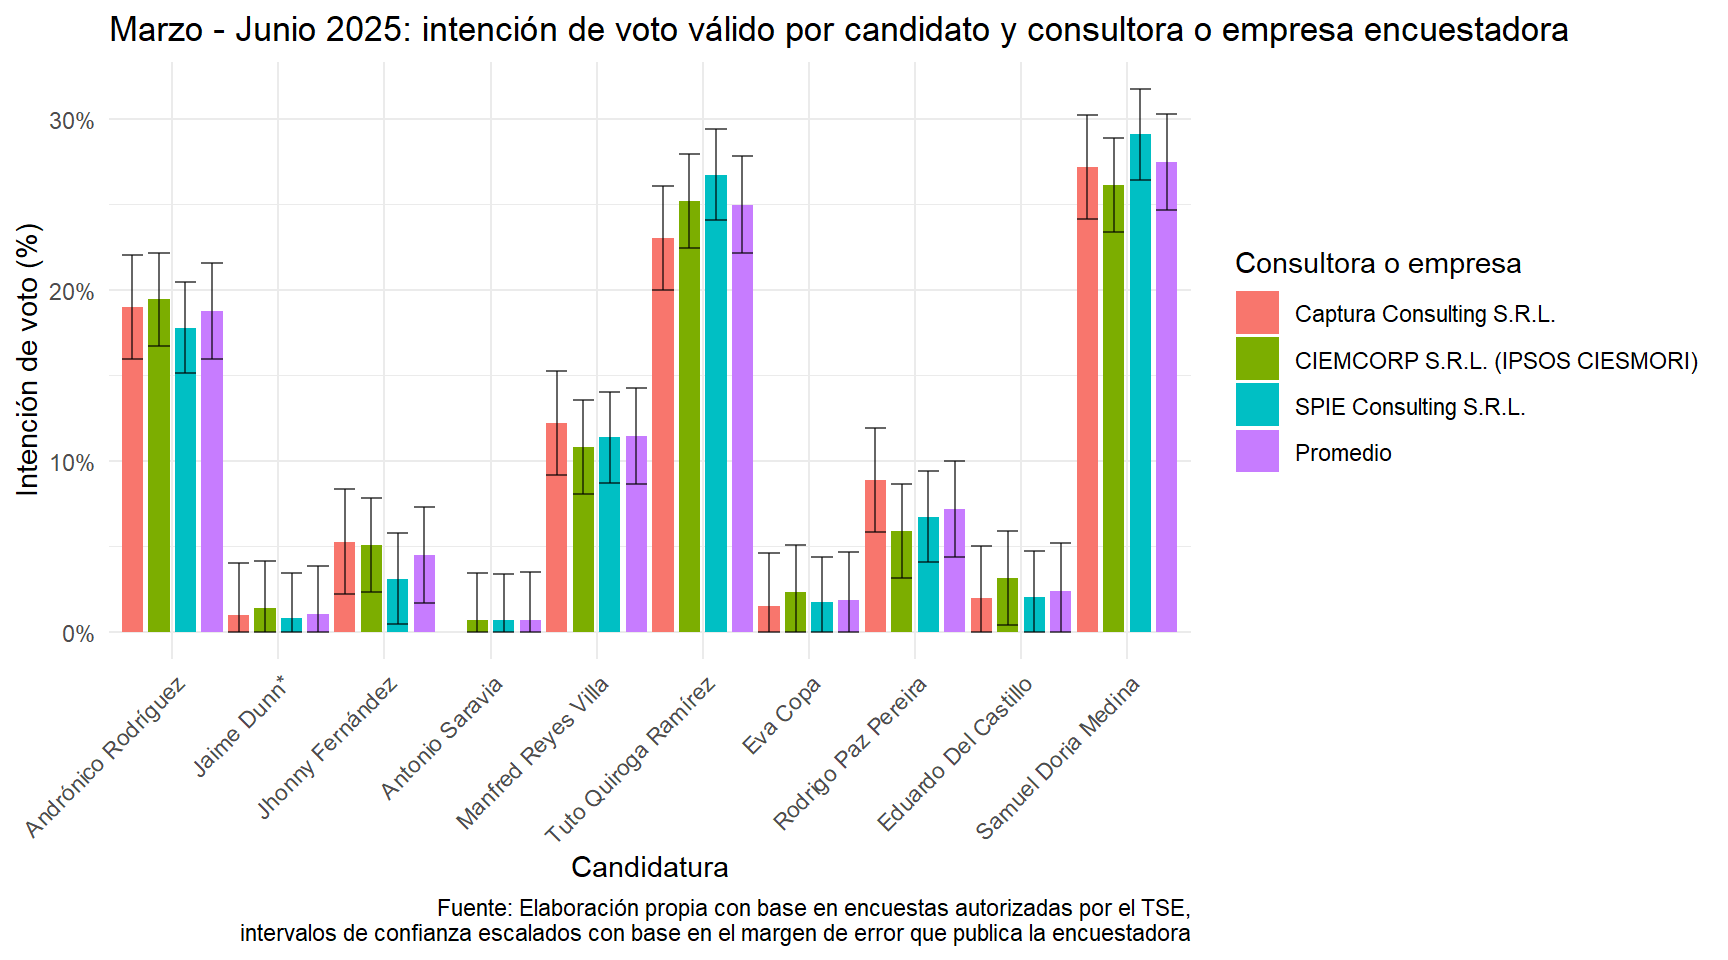 Marzo - Junio 2025: intención de voto válido por candidato y consultora o empresa encuestadora
Intención de voto (%)
30%
20%
10%
0%
Andrónico Rodríguez
Jaime Dunn*
Jhonny Fernández
Antonio Saravia
Manfred Reyes Villa
Tuto Quiroga Ramírez
Eva Copa
Rodrigo Paz Pereira
Eduardo Del Castillo
Samuel Doria Medina
Candidatura
Consultora o empresa
Captura Consulting S.R.L.
CIEMCORP S.R.L. (IPSOS CIESMORI)
SPIE Consulting S.R.L.
Promedio
Fuente: Elaboración propia con base en encuestas autorizadas por el TSE,
intervalos de confianza escalados con base en el margen de error que publica la encuestadora